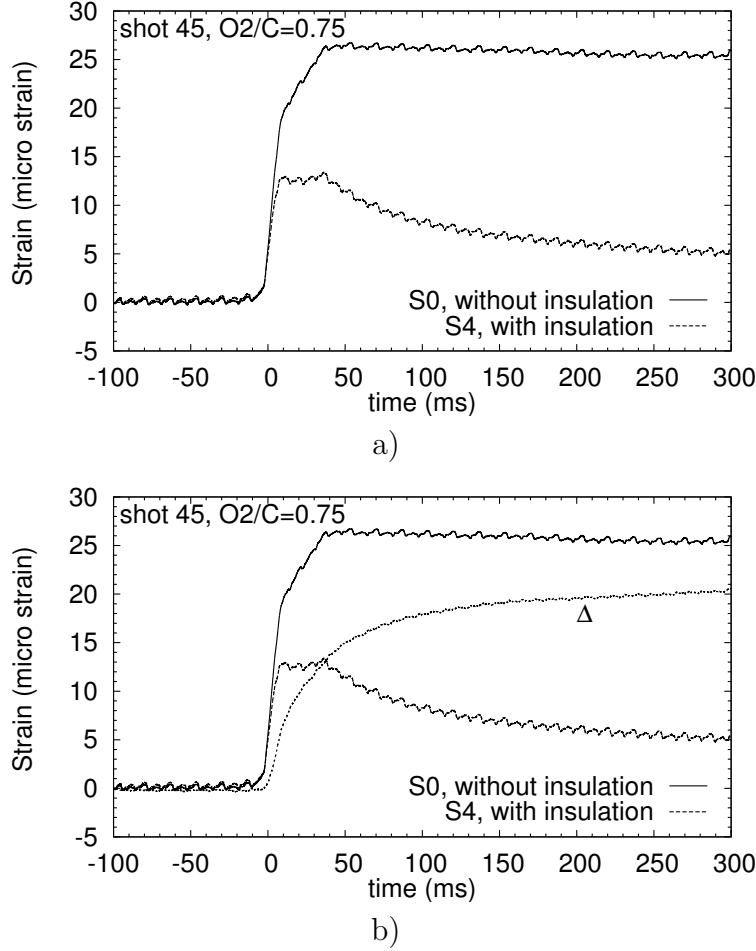 30
shot 45, O2/C=0.75
25
20
15
10
5
0
-5
Strain (micro strain)
S0, without insulation
S4, with insulation
-100 -50 0 50 100 150 200 250 300
time (ms)
a)
30
shot 45, O2/C=0.75
25
20
15
10
5
0
-5
Strain (micro strain)
Δ
S0, without insulation
S4, with insulation
-100 -50 0 50 100 150 200 250 300
time (ms)
b)